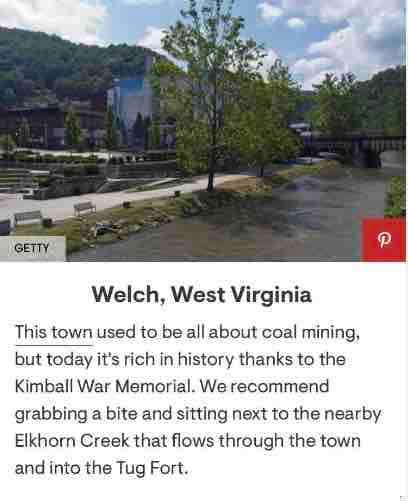 GETTY
Welch, West Virginia
This town used to be all about coal mining,
but today it's rich in history thanks to the
Kimball War Memorial. We recommend
grabbing a bite and sitting next to the nearby
Elkhorn Creek that flows through the town
and into the Tug Fort.